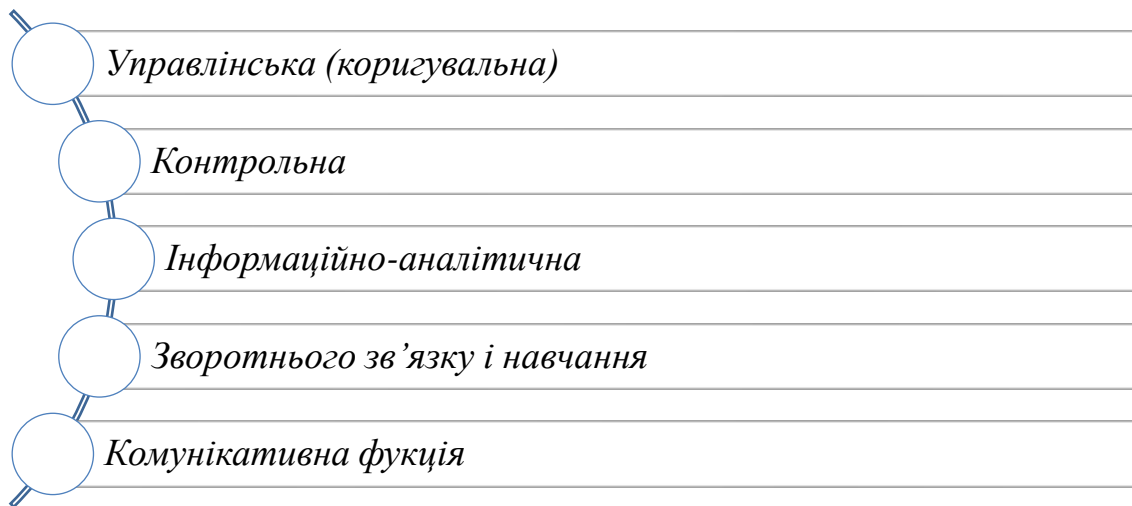 Управлінська (коригувальна)
Контрольна
Інформаційно-аналітична
Зворотнього зв’язку і навчання
Комунікативна фукція